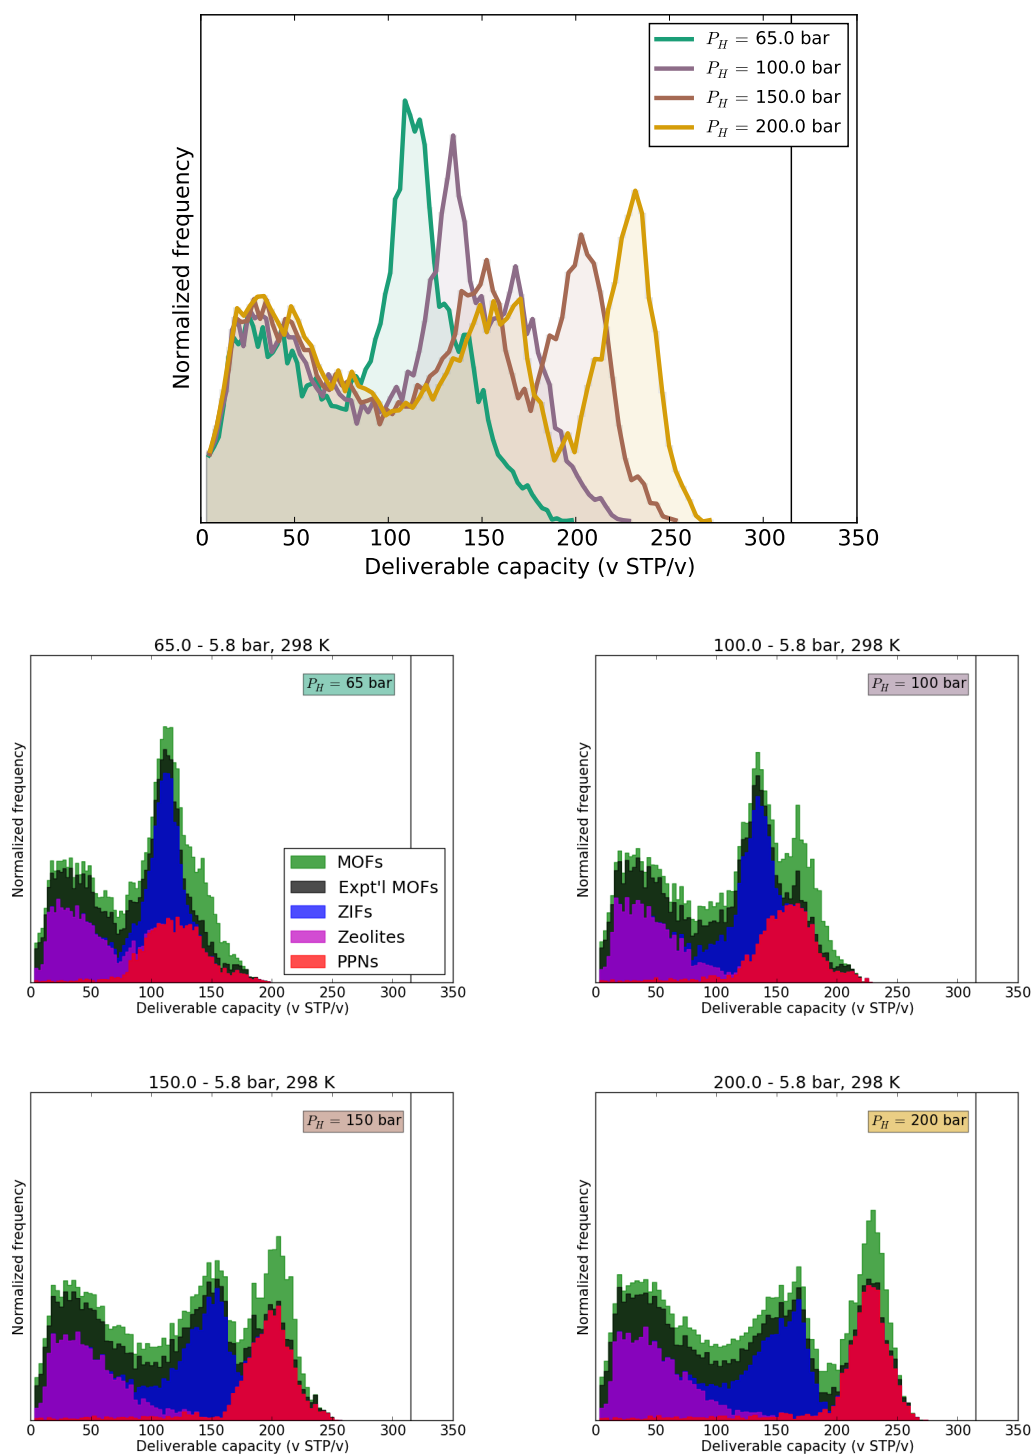 P_H = 65.0 bar
P_H = 100.0 bar
P_H = 150.0 bar
P_H = 200.0 bar
Normalized frequency
0 50 100 150 200 250 300 350
Deliverable capacity (v STP/v)
65.0 - 5.8 bar, 298 K
P_H = 65 bar
Normalized frequency
MOFs
Expt'l MOFs
ZIFs
Zeolites
PPNs
0 50 100 150 200 250 300 350
Deliverable capacity (v STP/v)
100.0 - 5.8 bar, 298 K
P_H = 100 bar
Normalized frequency
0 50 100 150 200 250 300 350
Deliverable capacity (v STP/v)
150.0 - 5.8 bar, 298 K
P_H = 150 bar
Normalized frequency
0 50 100 150 200 250 300 350
Deliverable capacity (v STP/v)
200.0 - 5.8 bar, 298 K
P_H = 200 bar
Normalized frequency
0 50 100 150 200 250 300 350
Deliverable capacity (v STP/v)